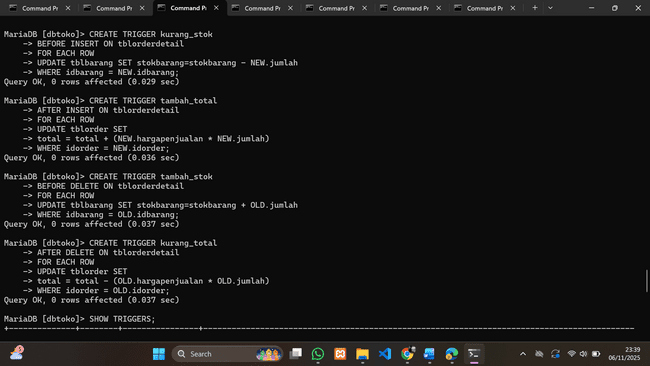 Command Pr
Command Pr
Command Pr
Command Pr
Command Pr
Command Pr
Command Pr
MariaDB [dbtoko]> CREATE TRIGGER kurang_stok
    -> BEFORE INSERT ON tblorderdetail
    -> FOR EACH ROW
    -> UPDATE tblbarang SET stokbarang=stokbarang - NEW.jumlah
    -> WHERE idbarang = NEW.idbarang;
Query OK, 0 rows affected (0.029 sec)
MariaDB [dbtoko]> CREATE TRIGGER tambah_total
    -> AFTER INSERT ON tblorderdetail
    -> FOR EACH ROW
    -> UPDATE tblorder SET
    -> total = total + (NEW.hargapenjualan * NEW.jumlah)
    -> WHERE idorder = NEW.idorder;
Query OK, 0 rows affected (0.036 sec)
MariaDB [dbtoko]> CREATE TRIGGER tambah_stok
    -> BEFORE DELETE ON tblorderdetail
    -> FOR EACH ROW
    -> UPDATE tblbarang SET stokbarang=stokbarang + OLD.jumlah
    -> WHERE idbarang = OLD.idbarang;
Query OK, 0 rows affected (0.037 sec)
MariaDB [dbtoko]> CREATE TRIGGER kurang_total
    -> AFTER DELETE ON tblorderdetail
    -> FOR EACH ROW
    -> UPDATE tblorder SET
    -> total = total - (OLD.hargapenjualan * OLD.jumlah)
    -> WHERE idorder = OLD.idorder;
Query OK, 0 rows affected (0.037 sec)
MariaDB [dbtoko]> SHOW TRIGGERS;
Search
23:39
06/11/2025